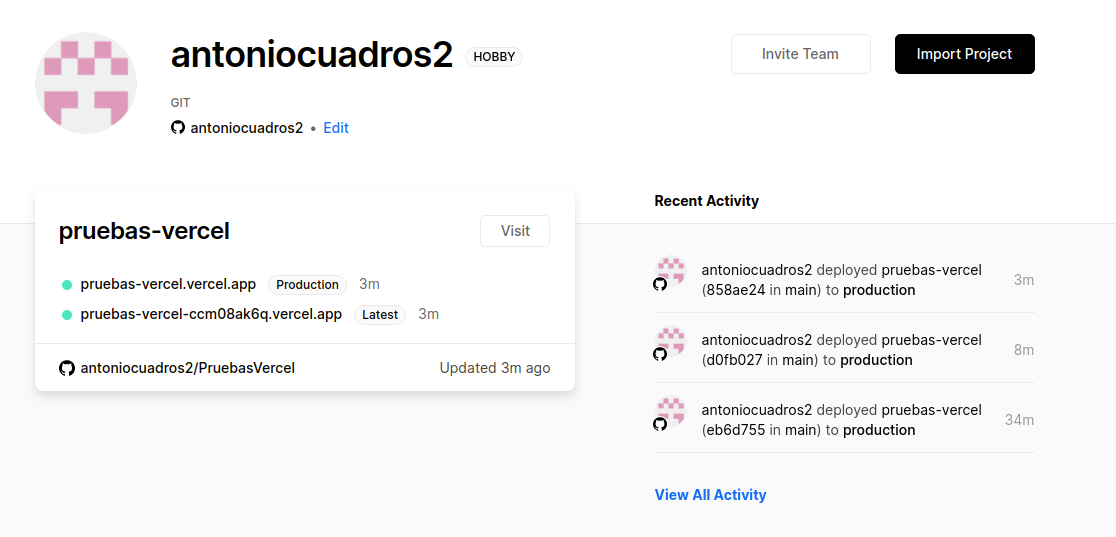 antoniocuadros2 HOBBY
Invite Team
Import Project
GIT
antoniocuadros2 • Edit
pruebas-vercel
Visit
pruebas-vercel.vercel.app Production 3m
pruebas-vercel-ccm08ak6q.vercel.app Latest 3m
antoniocuadros2/PruebasVercel
Updated 3m ago
Recent Activity
antoniocuadros2 deployed pruebas-vercel
(858ae24 in main) to production
3m
antoniocuadros2 deployed pruebas-vercel
(d0fb027 in main) to production
8m
antoniocuadros2 deployed pruebas-vercel
(eb6d755 in main) to production
34m
View All Activity